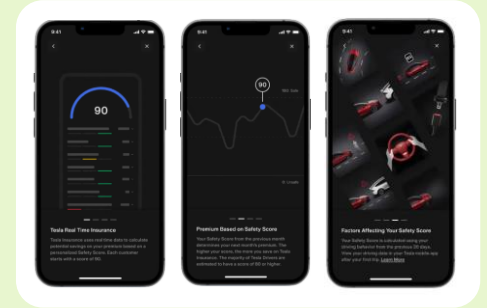 9:41
90
Tesla Real Time Insurance
Tesla Insurance uses real time data to calculate
potential savings on your premium based on a
personalized Safety Score. Each customer
starts with a score of 90.
9:41
90
Premium Based on Safety Score
Your Safety Score from the previous month
determines your next month's premium. The
higher your score, the more you save on Tesla
Insurance. The majority of Tesla Drivers are
estimated to have a score of 80 or higher.
9:41
Factors Affecting Your Safety Score
Your Safety Score is calculated using your
driving behavior from the previous 30 days.
View your driving data in your Tesla mobile app
after your first trip. Learn More